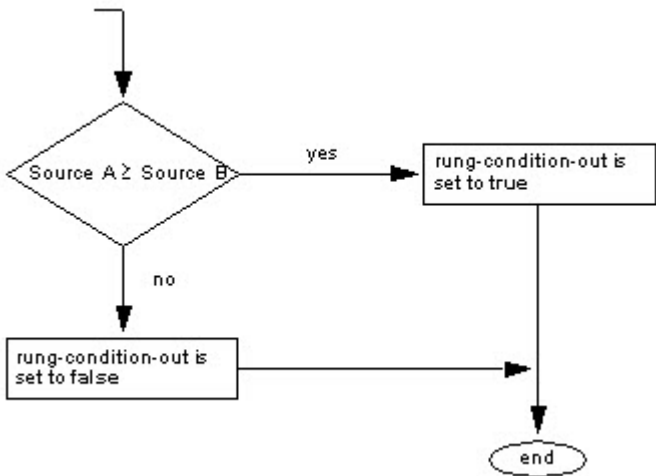 Source A ≥ Source B
yes
rung-condition-out is
set to true
no
rung-condition-out is
set to false
end